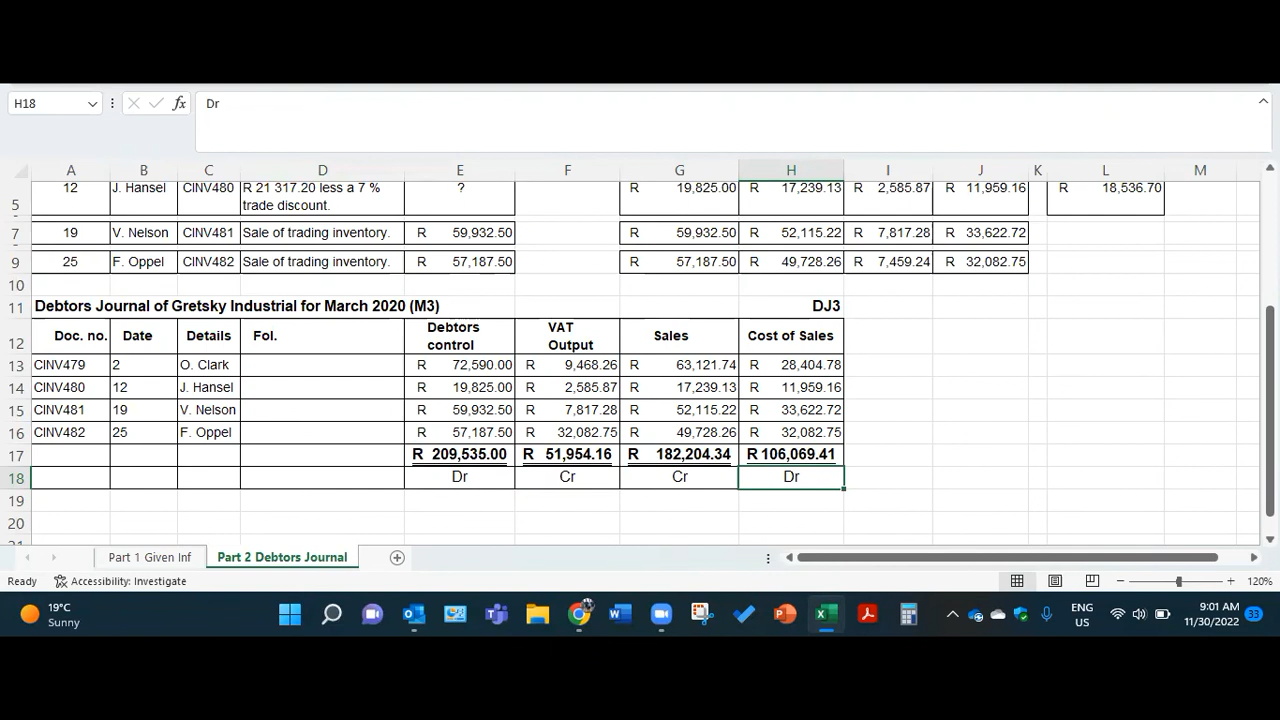 H18
fx
Dr
A B C D E F G H I J K L M
5 12 J. Hansel CINV480 R 21 317.20 less a 7 % trade discount. ? R 19,825.00 R 17,239.13 R 2,585.87 R 11,959.16 R 18,536.70
7 19 V. Nelson CINV481 Sale of trading inventory. R 59,932.50 R 59,932.50 R 52,115.22 R 7,817.28 R 33,622.72
9 25 F. Oppel CINV482 Sale of trading inventory. R 57,187.50 R 57,187.50 R 49,728.26 R 7,459.24 R 32,082.75
10
11 Debtors Journal of Gretsky Industrial for March 2020 (M3) DJ3
12 Doc. no. Date Details Fol. Debtors control VAT Output Sales Cost of Sales
13 CINV479 2 O. Clark R 72,590.00 R 9,468.26 R 63,121.74 R 28,404.78
14 CINV480 12 J. Hansel R 19,825.00 R 2,585.87 R 17,239.13 R 11,959.16
15 CINV481 19 V. Nelson R 59,932.50 R 7,817.28 R 52,115.22 R 33,622.72
16 CINV482 25 F. Oppel R 57,187.50 R 32,082.75 R 49,728.26 R 32,082.75
17 R 209,535.00 R 51,954.16 R 182,204.34 R 106,069.41
18 Dr Cr Cr Dr
19
20
Part 1 Given Inf Part 2 Debtors Journal
Ready Accessibility: Investigate 120%
19°C
Sunny
ENG
US
9:01 AM
11/30/2022
33